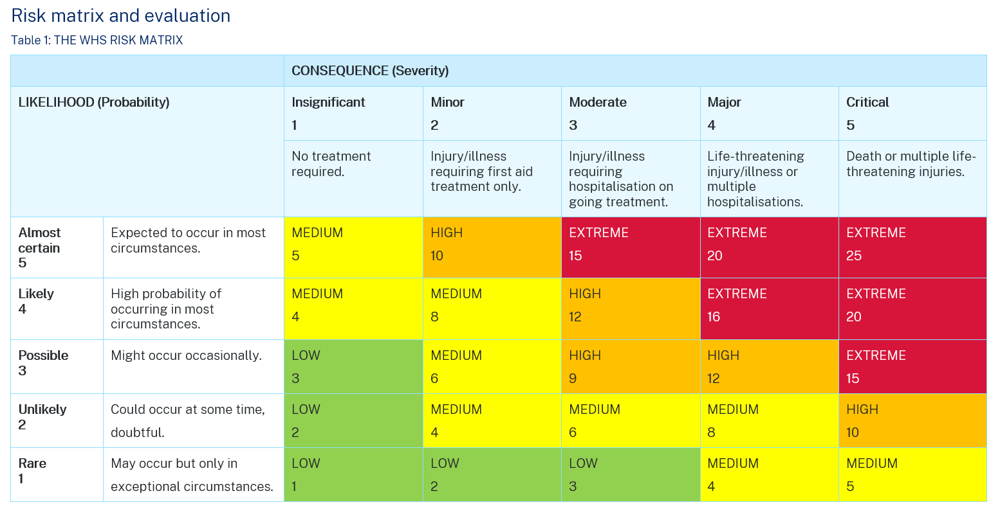 Risk matrix and evaluation
Table 1: THE WHS RISK MATRIX
CONSEQUENCE (Severity)
LIKELIHOOD (Probability)
Insignificant
1
Minor
2
Moderate
3
Major
4
Critical
5
No treatment
required.
Injury/illness
requiring first aid
treatment only.
Injury/illness
requiring
hospitalisation on
going treatment.
Life-threatening
injury/illness or
multiple
hospitalisations.
Death or multiple life-
threatening injuries.
Almost
certain
5
Expected to occur in most
circumstances.
MEDIUM
5
HIGH
10
EXTREME
15
EXTREME
20
EXTREME
25
Likely
4
High probability of
occurring in most
circumstances.
MEDIUM
4
MEDIUM
8
HIGH
12
EXTREME
16
EXTREME
20
Possible
3
Might occur occasionally.
LOW
3
MEDIUM
6
HIGH
9
HIGH
12
EXTREME
15
Unlikely
2
Could occur at some time,
doubtful.
LOW
2
MEDIUM
4
MEDIUM
6
MEDIUM
8
HIGH
10
Rare
1
May occur but only in
exceptional circumstances.
LOW
1
LOW
2
LOW
3
MEDIUM
4
MEDIUM
5